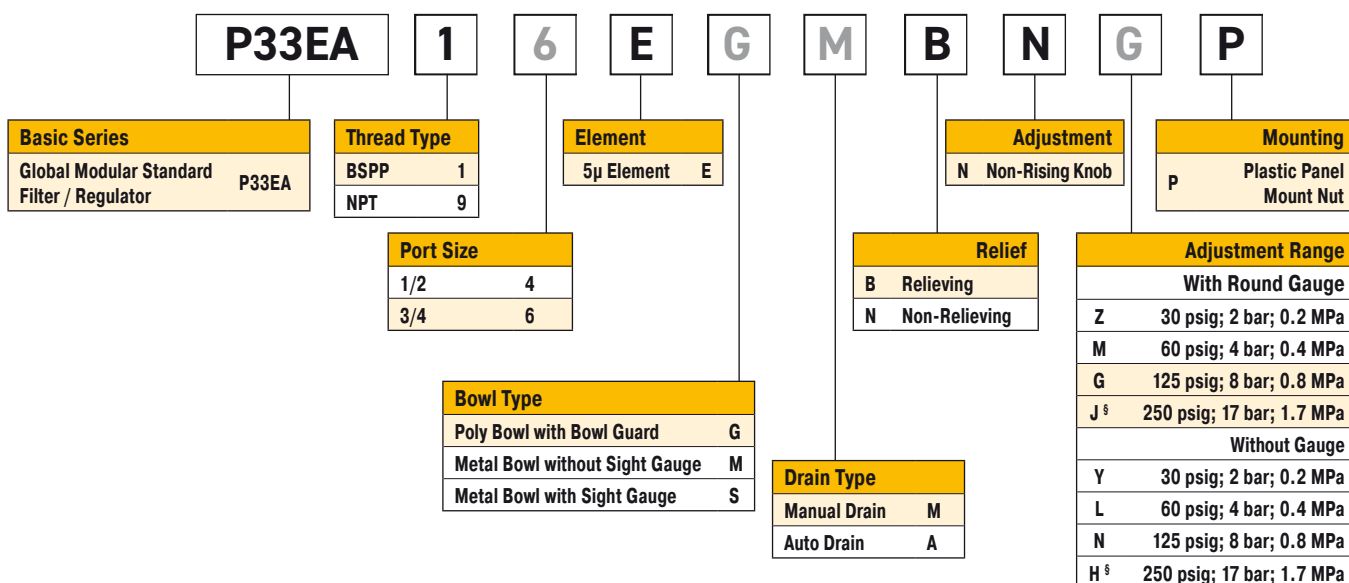 P33EA 1 6 E G M B N G P
Basic Series
Global Modular Standard
Filter / Regulator P33EA
Thread Type
BSPP 1
NPT 9
Element
5μ Element E
Adjustment
N Non-Rising Knob
Mounting
P Plastic Panel
Mount Nut
Port Size
1/2 4
3/4 6
Relief
B Relieving
N Non-Relieving
Adjustment Range
With Round Gauge
Z 30 psig; 2 bar; 0.2 MPa
M 60 psig; 4 bar; 0.4 MPa
G 125 psig; 8 bar; 0.8 MPa
J § 250 psig; 17 bar; 1.7 MPa
Without Gauge
Y 30 psig; 2 bar; 0.2 MPa
L 60 psig; 4 bar; 0.4 MPa
N 125 psig; 8 bar; 0.8 MPa
H § 250 psig; 17 bar; 1.7 MPa
Bowl Type
Poly Bowl with Bowl Guard G
Metal Bowl without Sight Gauge M
Metal Bowl with Sight Gauge S
Drain Type
Manual Drain M
Auto Drain A